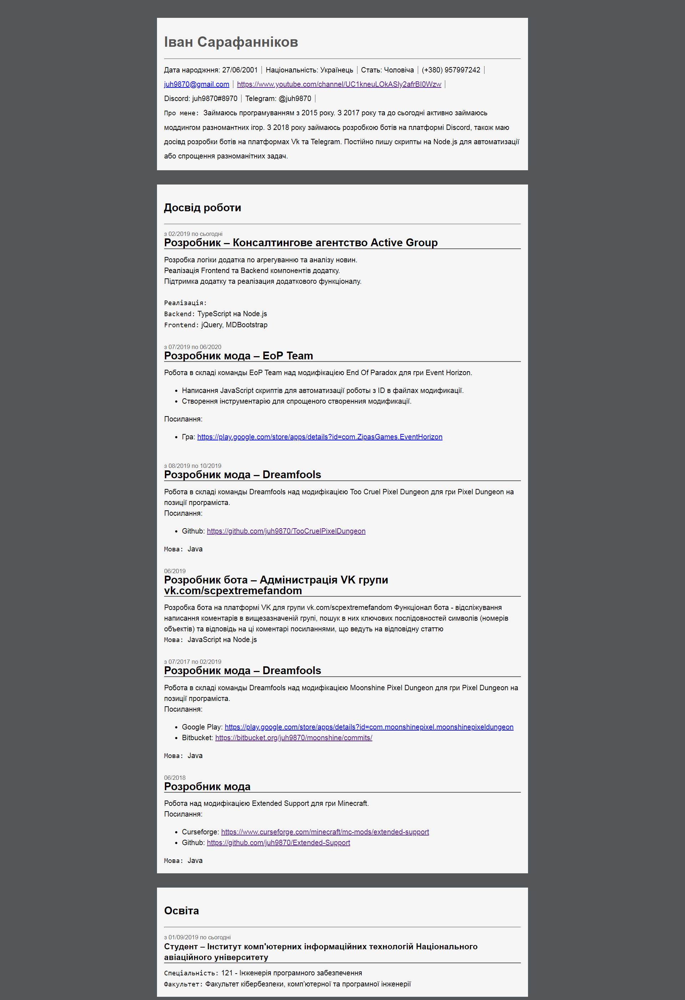 Іван Сарафанніков
Дата народжння: 27/06/2001 | Національність: Українець | Стать: Чоловіча | (+380) 957997242 |
juh9870@gmail.com | https://www.youtube.com/channel/UC1kneuLOkASly2afrBI0Wzw |
Discord: juh9870#8970 | Telegram: @juh9870 |
Про мене: Займаюсь програмуванням з 2015 року. З 2017 року та до сьогодні активно займаюсь
моддингом разномантних ігор. З 2018 року займаюсь розробкою ботів на платформі Discord, також маю
досівд розробки ботів на платформах Vk та Telegram. Постійно пишу скрипты на Node.js для автоматизації
або спрощення разноманітних задач.
Досвід роботи
з 02/2019 по сьогодні
Розробник – Консалтингове агентство Active Group
Розробка логіки додатка по агрегуванню та аналізу новин.
Реалізація Frontend та Backend компонентів додатку.
Підтримка додатку та реалізация додаткового функціоналу.
Реалізація:
Backend: TypeScript на Node.js
Frontend: jQuery, MDBootstrap
з 07/2019 по 06/2020
Розробник мода – EoP Team
Робота в складі команды EoP Team над модифікацією End Of Paradox для гри Event Horizon.
• Написання JavaScript скриптів для автоматизації роботы з ID в файлах модификації.
• Створення інструментарію для спрощеного створенния модификації.
Посилання:
• Гра: https://play.google.com/store/apps/details?id=com.ZipasGames.EventHorizon
з 08/2019 по 10/2019
Розробник мода – Dreamfools
Робота в складі команды Dreamfools над модифікацією Too Cruel Pixel Dungeon для гри Pixel Dungeon на
позиції програміста.
Посилання:
• Github: https://github.com/juh9870/TooCruelPixelDungeon
Мова: Java
06/2019
Розробник бота – Адмінистрація VK групи
vk.com/scpextremefandom
Розробка бота на платформі VK для групи vk.com/scpextremefandom Функціонал бота - відсліжування
написання коментарів в вищезазначеній групі, пошук в них ключових послідовностей символів (номерів
объектів) та відповідь на ці коментарі посиланнями, що ведуть на відповідну статтю
Мова: JavaScript на Node.js
з 07/2017 по 02/2019
Розробник мода – Dreamfools
Робота в складі команды Dreamfools над модифікацією Moonshine Pixel Dungeon для гри Pixel Dungeon на
позиції програміста.
Посилання:
• Google Play: https://play.google.com/store/apps/details?id=com.moonshinepixel.moonshinepixeldungeon
• Bitbucket: https://bitbucket.org/juh9870/moonshine/commits/
Мова: Java
06/2018
Розробник мода
Робота над модифікацією Extended Support для гри Minecraft.
Посилання:
• Curseforge: https://www.curseforge.com/minecraft/mc-mods/extended-support
• Github: https://github.com/juh9870/Extended-Support
Мова: Java
Освіта
з 01/09/2019 по сьогодні
Студент – Інститут комп'ютерних інформаційних технологій Національного
авіаційного університету
Спеціальність: 121 - Інженерія програмного забезпечення
Факультет: Факультет кібербезпеки, комп'ютерної та програмної інженерії